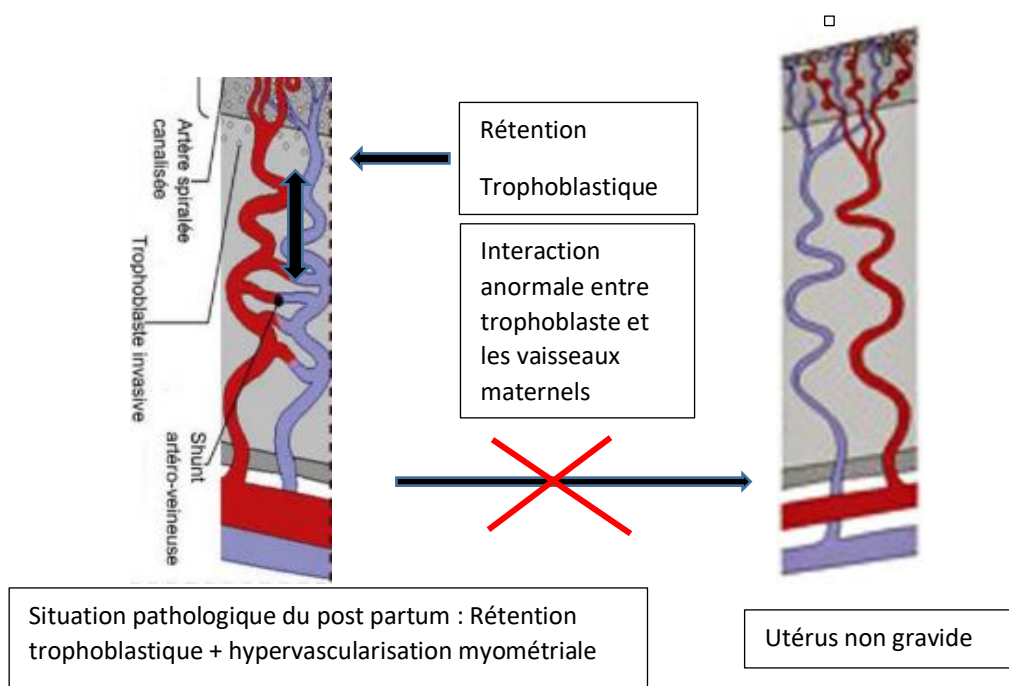 Artère spiralée
canalisée
Trophoblaste invasive
Shunt
artéro-veineuse
Rétention
Trophoblastique
Interaction
anormale entre
trophoblaste et
les vaisseaux
maternels
Situation pathologique du post partum : Rétention
trophoblastique + hypervascularisation myométriale
Utérus non gravide